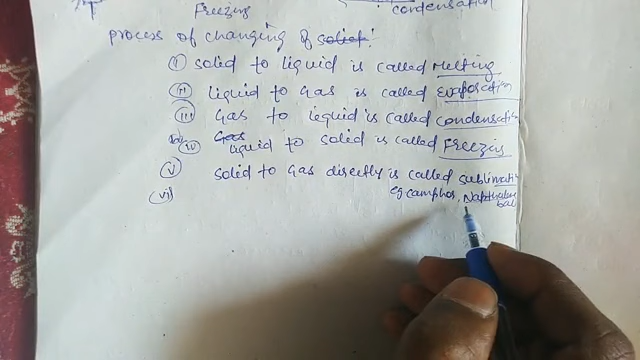 Freezing
condensation
process of changing of solid:
(i) solid to liquid is called Melting
(ii) liquid to Gas is called Evaporation
(iii) Gas to liquid is called condensation
(iv) Gas liquid to solid is called Freezing
(v) solid to Gas directly is called sublimati
eg camphor, Napthalene
ball
(vi)